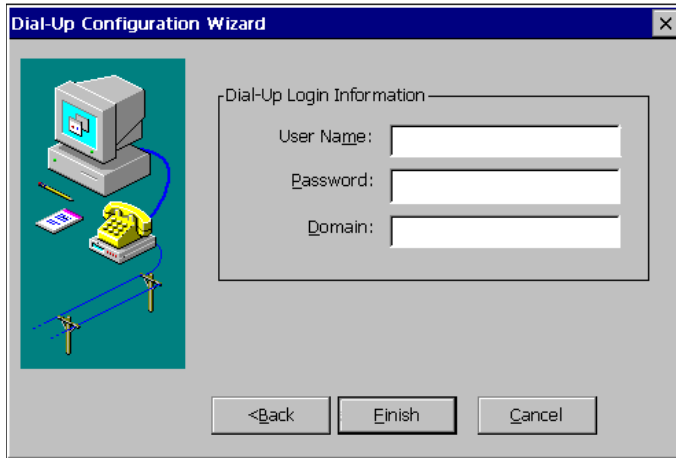 Dial-Up Configuration Wizard
Dial-Up Login Information
User Name:
Password:
Domain:
<Back Finish Cancel